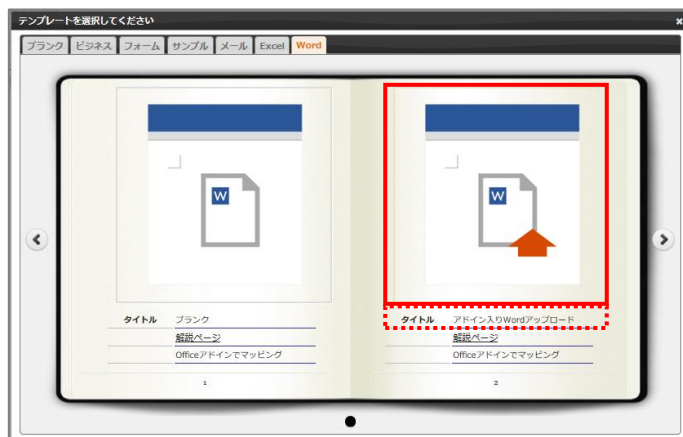 テンプレートを選択してください x
ブランク ビジネス フォーム サンプル メール Excel Word
W
W
タイトル ブランク
解説ページ
Officeアドインでマッピング
1
タイトル アドイン入りWordアップロード
解説ページ
Officeアドインでマッピング
2